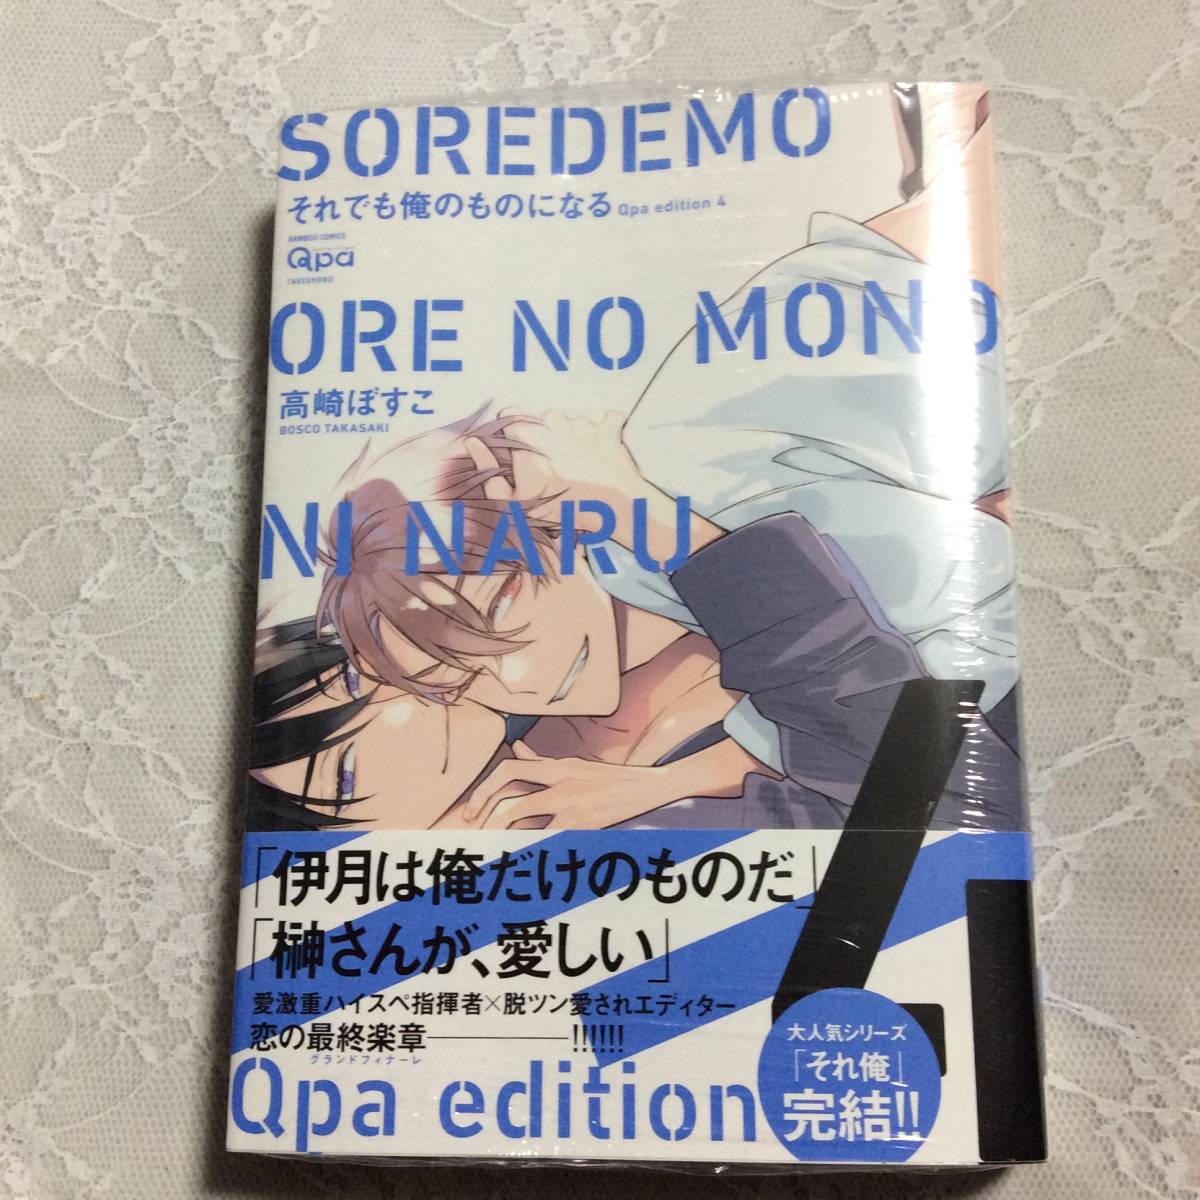 SOREDEMO
それでも俺のものになる Qpa edition 4
BAMBOO COMICS
Qpa
TAKESHOBO
ORE NO MONO
高崎ぼすこ
BOSCO TAKASAKI
NI NARU
4
「伊月は俺だけのものだ」
「榊さんが、愛しい」
愛激重ハイスペ指揮者×脱ツン愛されエディター
恋の最終楽章――――!!!!!!
グランドフィナーレ
大人気シリーズ
「それ俺」
完結!!
Qpa edition